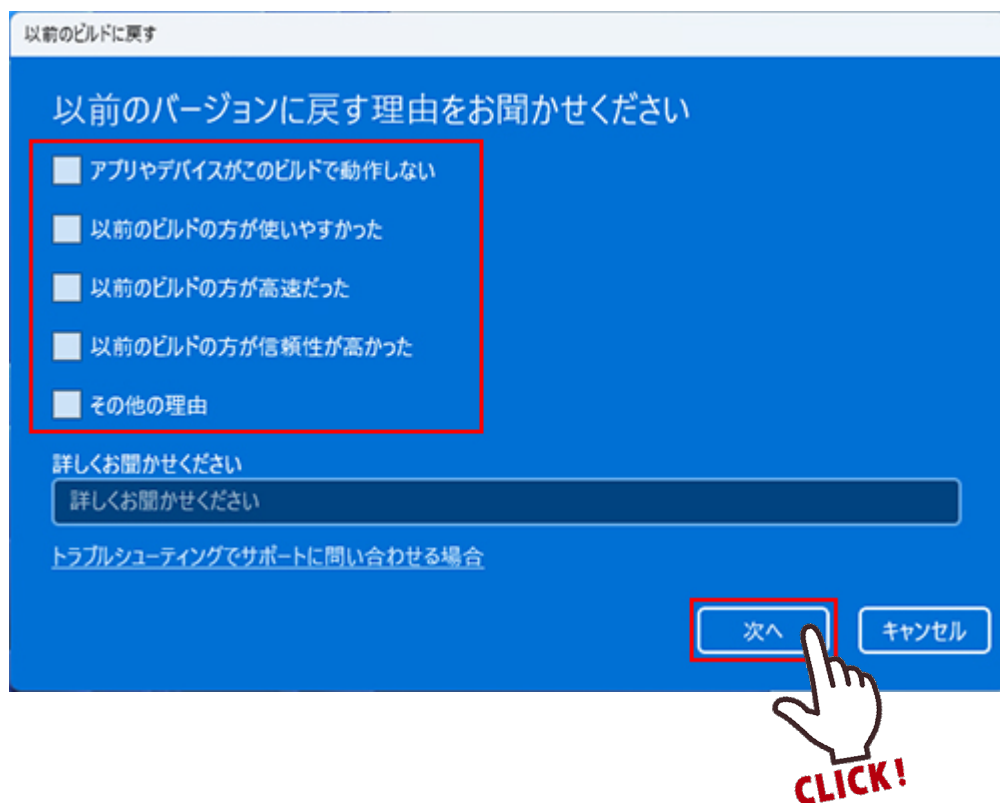 以前のビルドに戻す
以前のバージョンに戻す理由をお聞かせください
アプリやデバイスがこのビルドで動作しない
以前のビルドの方が使いやすかった
以前のビルドの方が高速だった
以前のビルドの方が信頼性が高かった
その他の理由
詳しくお聞かせください
詳しくお聞かせください
トラブルシューティングでサポートに問い合わせる場合
次へ
キャンセル
CLICK!